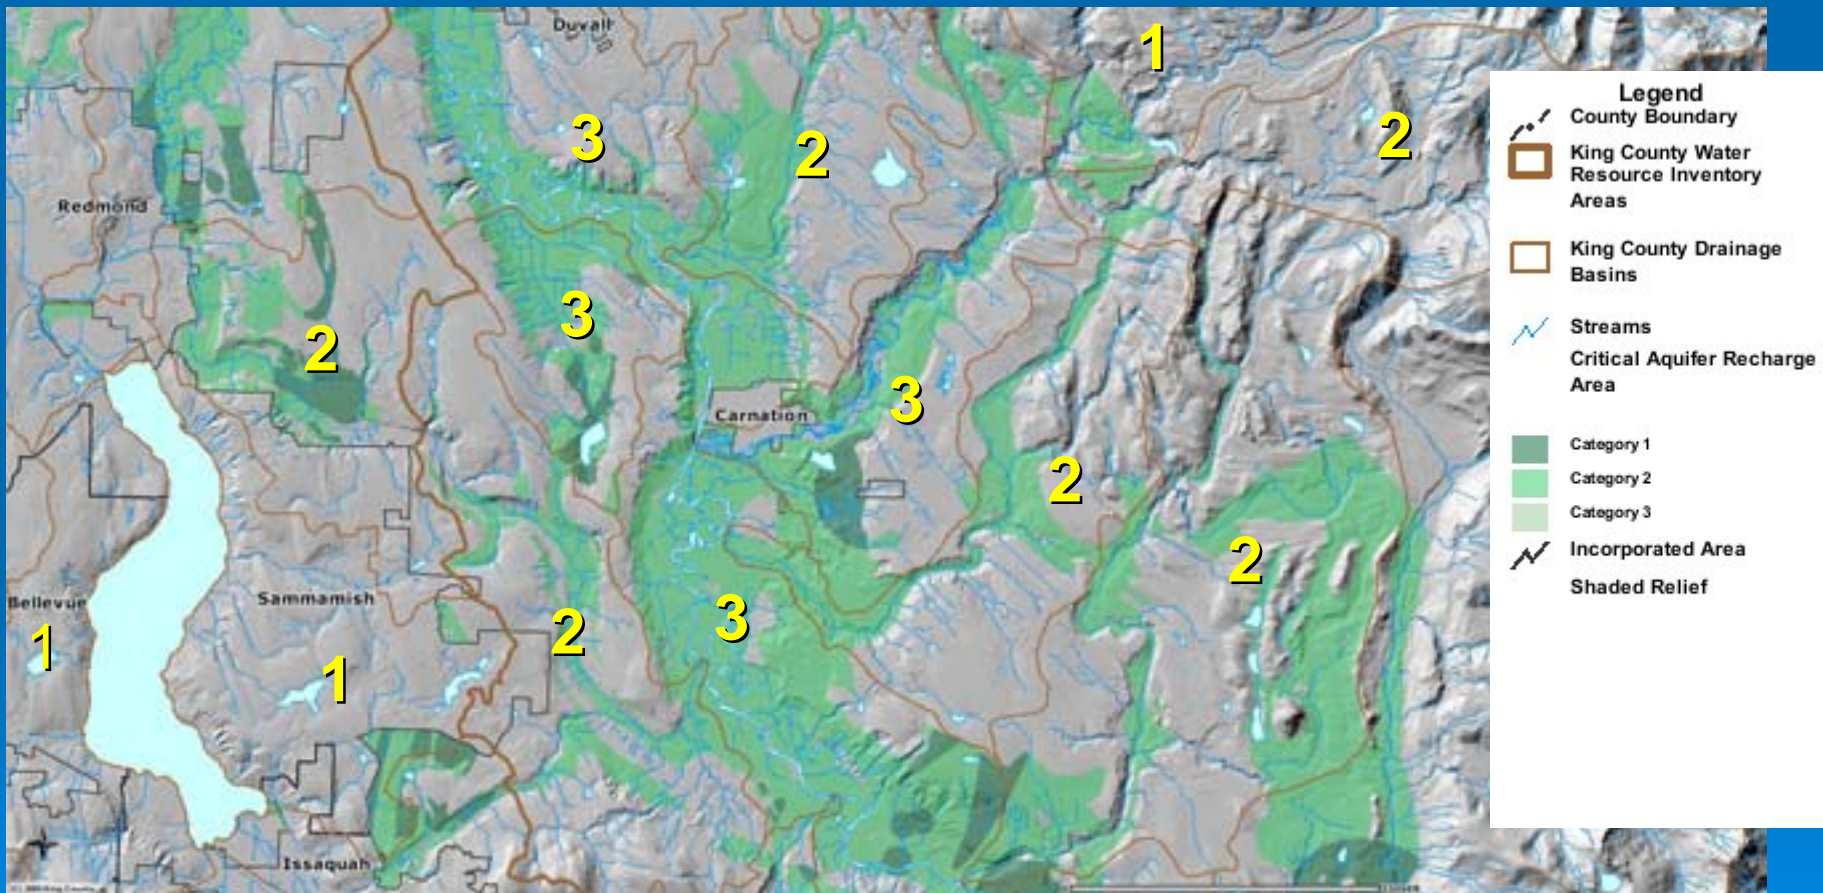 Duvall
1
Legend
County Boundary
King County Water
Resource Inventory
Areas
King County Drainage
Basins
Streams
Critical Aquifer Recharge
Area
Category 1
Category 2
Category 3
Incorporated Area
Shaded Relief
3
2
2
Redmond
3
2
3
Carnation
2
2
Bellevue
Sammamish
3
2
1
1
Issaquah